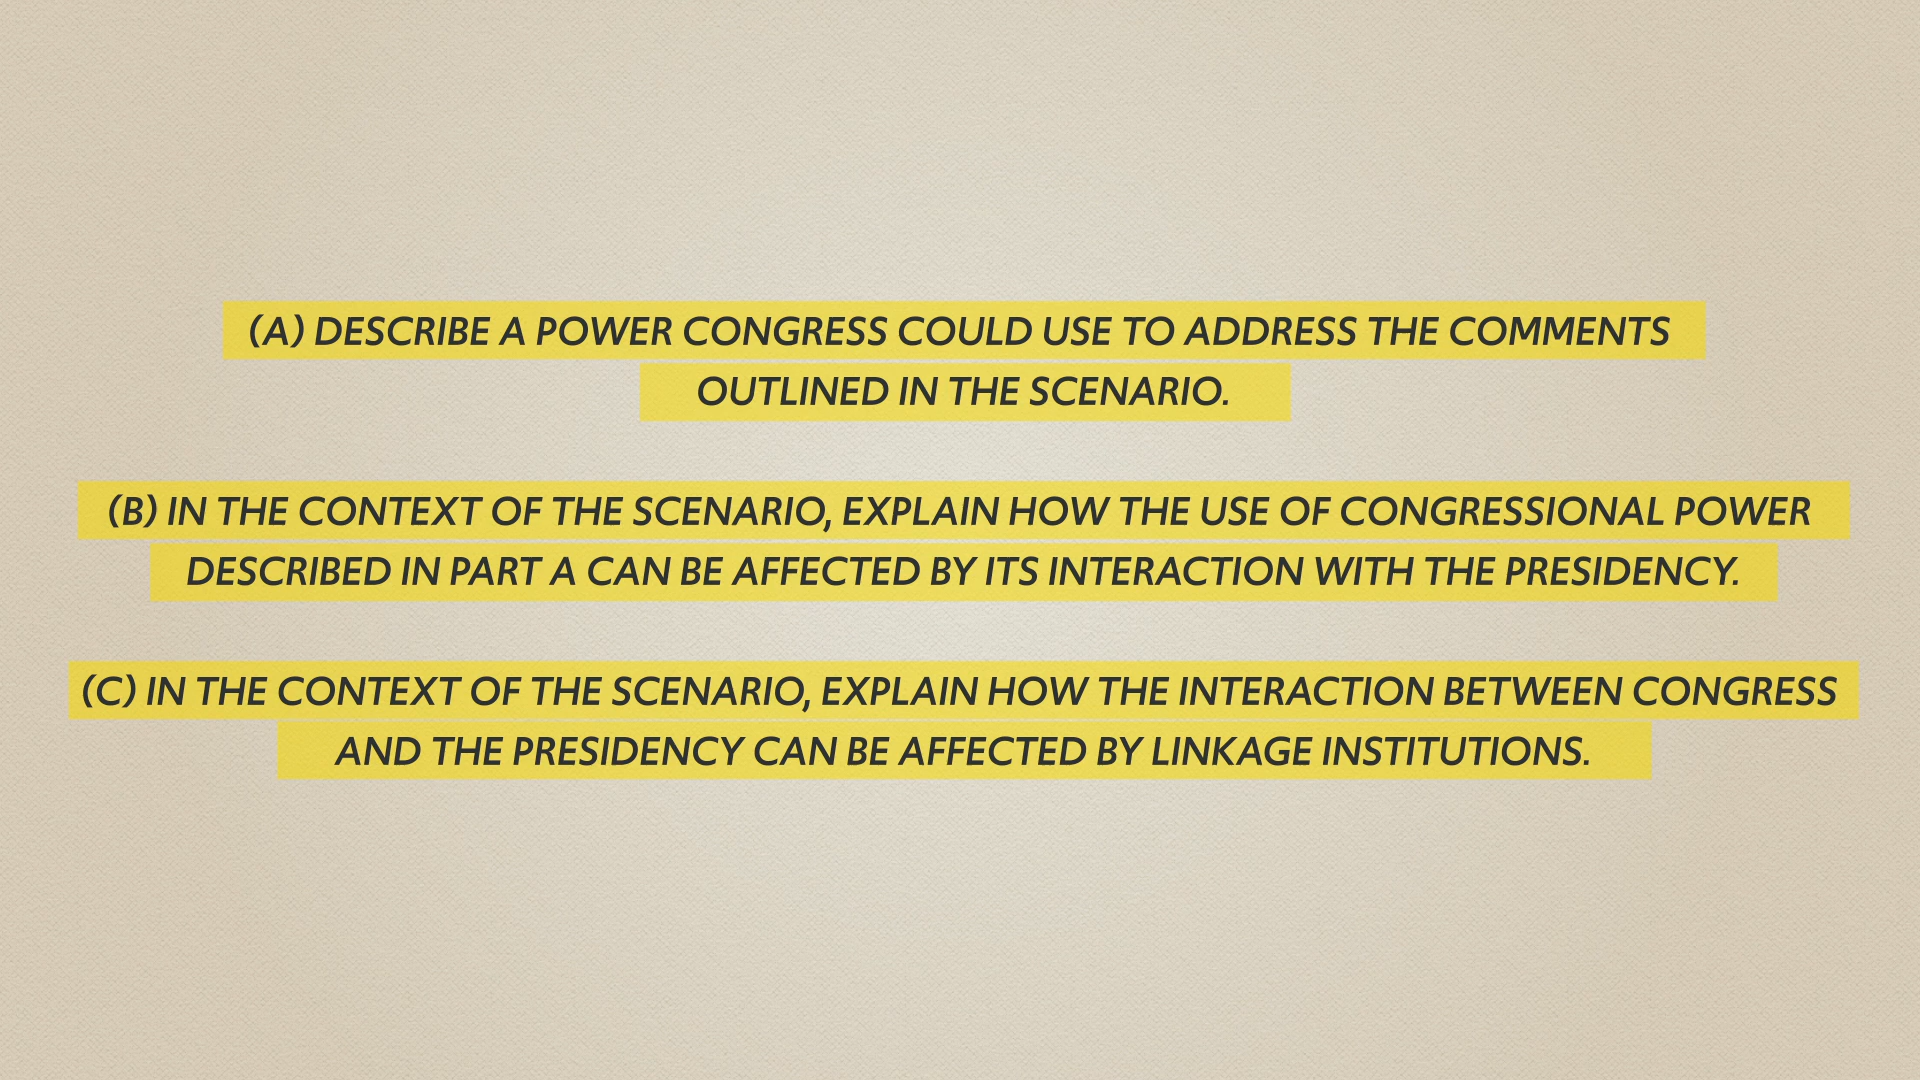 (A) DESCRIBE A POWER CONGRESS COULD USE TO ADDRESS THE COMMENTS
OUTLINED IN THE SCENARIO.
(B) IN THE CONTEXT OF THE SCENARIO, EXPLAIN HOW THE USE OF CONGRESSIONAL POWER
DESCRIBED IN PART A CAN BE AFFECTED BY ITS INTERACTION WITH THE PRESIDENCY.
(C) IN THE CONTEXT OF THE SCENARIO, EXPLAIN HOW THE INTERACTION BETWEEN CONGRESS
AND THE PRESIDENCY CAN BE AFFECTED BY LINKAGE INSTITUTIONS.